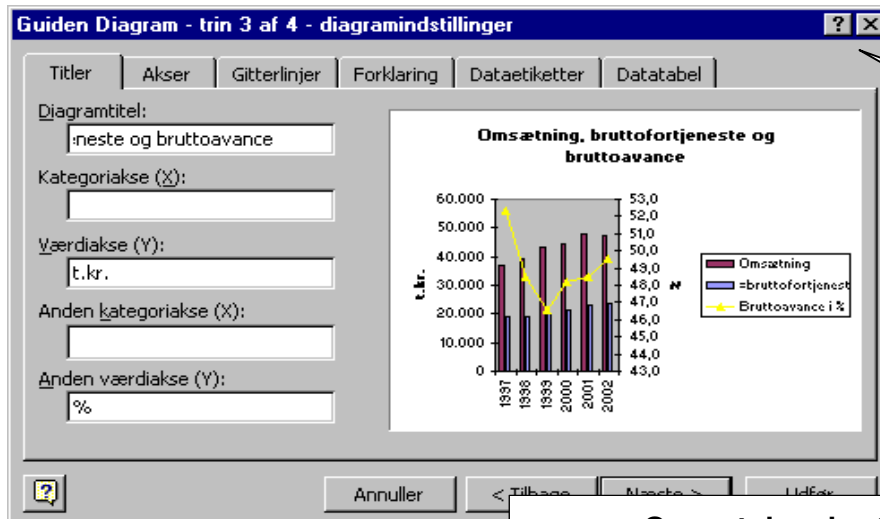 Guiden Diagram - trin 3 af 4 - diagramindstillinger
Titler Akser Gitterlinjer Forklaring Dataetiketter Datatabel
Diagramtitel:
neste og bruttoavance
Kategoriakse (X):
Værdiakse (Y):
t.kr.
Anden kategoriakse (X):
Anden værdiakse (Y):
%
Omsætning, bruttofortjeneste og
bruttoavance
60.000
50.000
40.000
30.000
20.000
10.000
0
t.kr.
53,0
52,0
51,0
50,0
49,0
48,0
47,0
46,0
45,0
44,0
43,0
%
1997 1998 1999 2000 2001 2002
Omsætning
=bruttofortjenest
Bruttoavance i %
Annuller < Tilbage Næste > Udfør